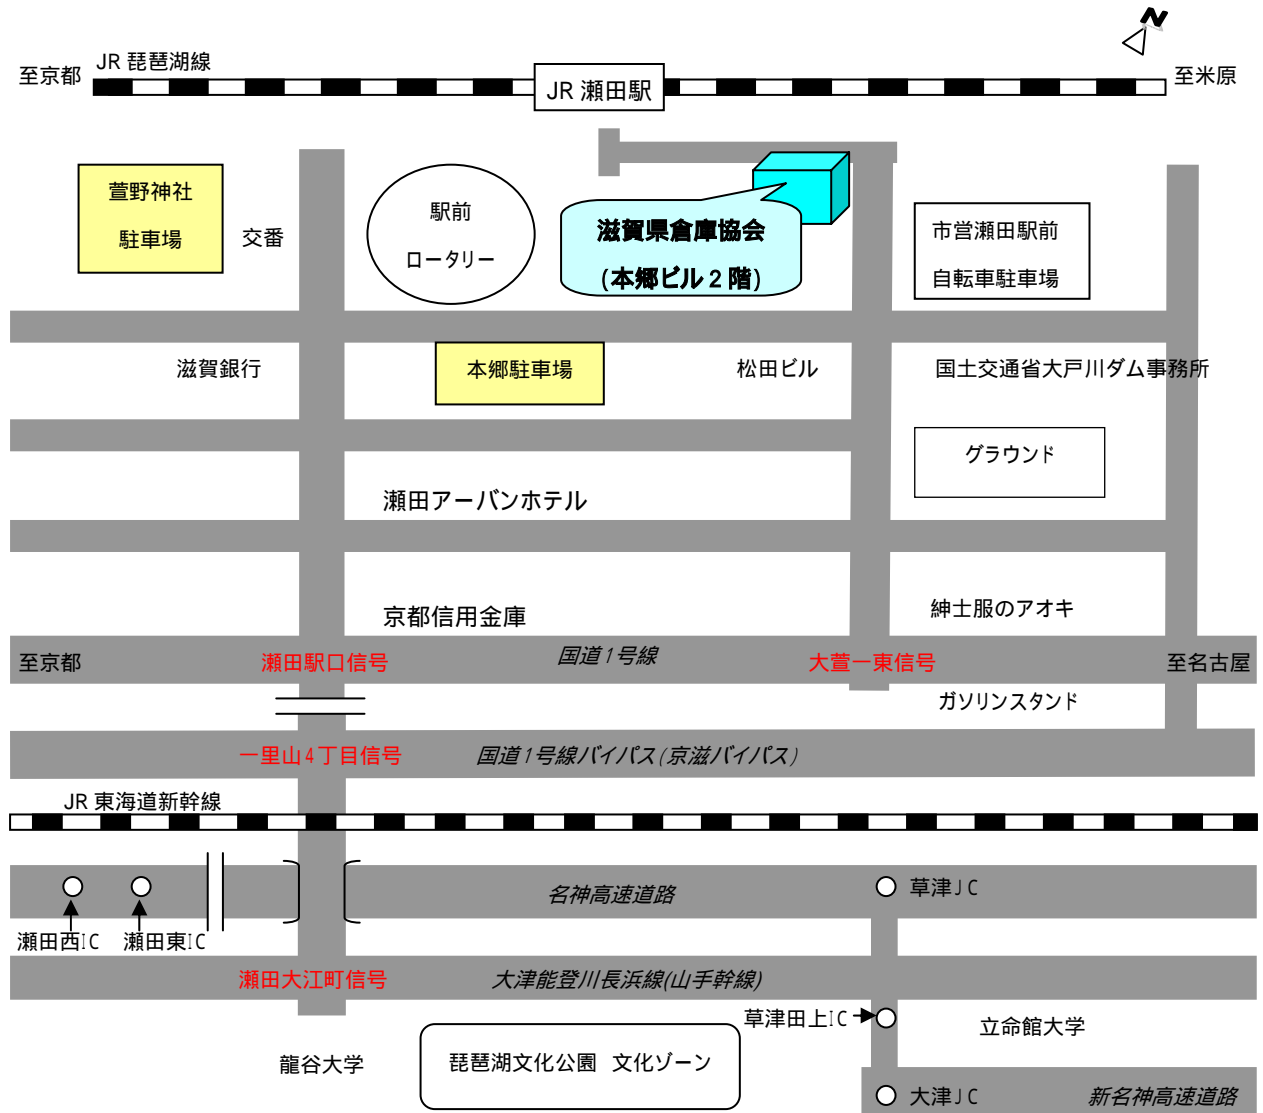 N
JR 琵琶湖線
至京都
JR 瀬田駅
至米原
萱野神社
駐車場
交番
駅前
ロータリー
滋賀県倉庫協会
(本郷ビル2階)
市営瀬田駅前
自転車駐車場
滋賀銀行
本郷駐車場
松田ビル
国土交通省大戸川ダム事務所
グラウンド
瀬田アーバンホテル
京都信用金庫
紳士服のアオキ
至京都
瀬田駅口信号
国道1号線
大萱一東信号
至名古屋
ガソリンスタンド
一里山4丁目信号
国道1号線バイパス(京滋バイパス)
JR 東海道新幹線
名神高速道路
草津JC
瀬田西IC
瀬田東IC
瀬田大江町信号
大津能登川長浜線(山手幹線)
草津田上IC
立命館大学
龍谷大学
琵琶湖文化公園 文化ゾーン
大津JC
新名神高速道路